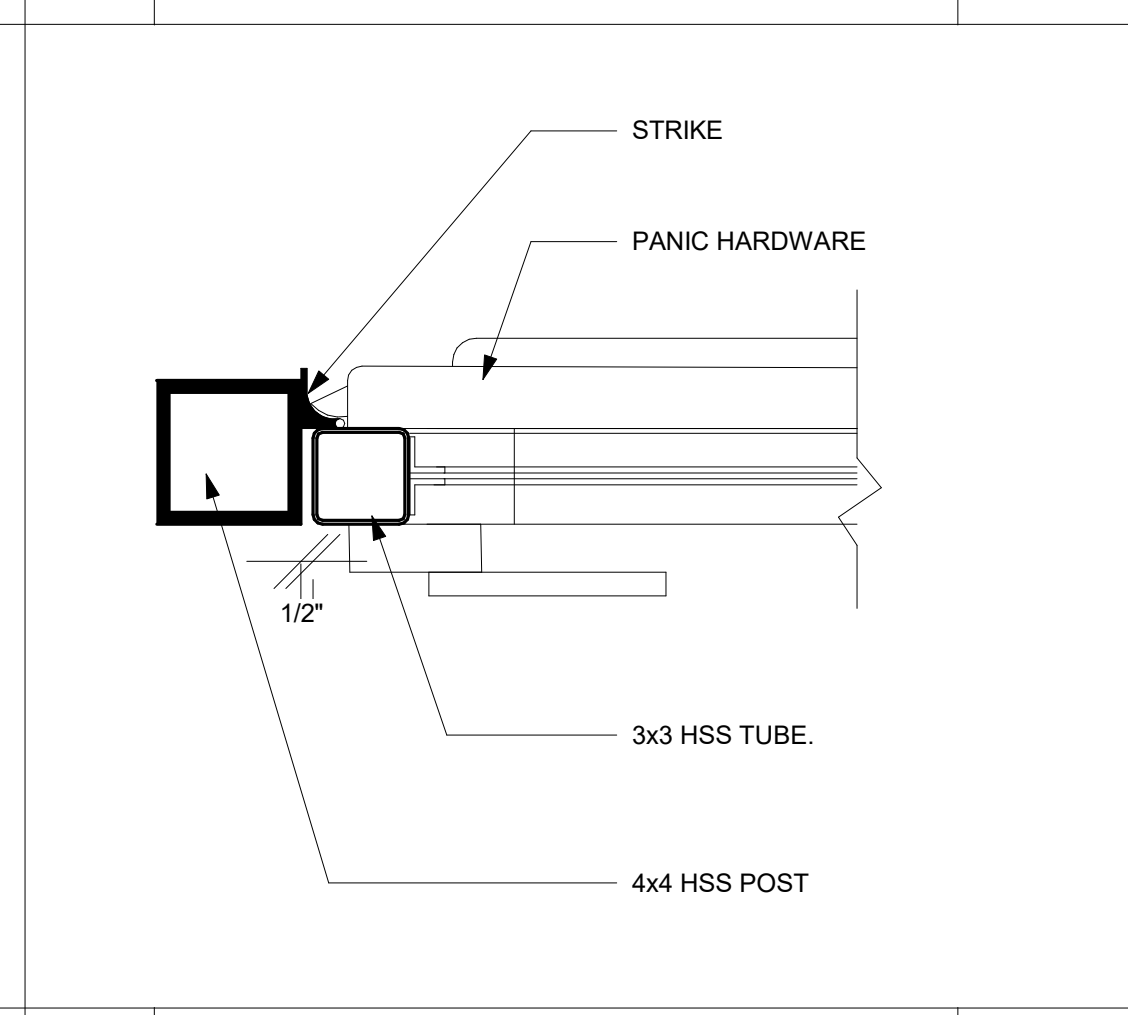 STRIKE
PANIC HARDWARE
1/2"
3x3 HSS TUBE.
4x4 HSS POST